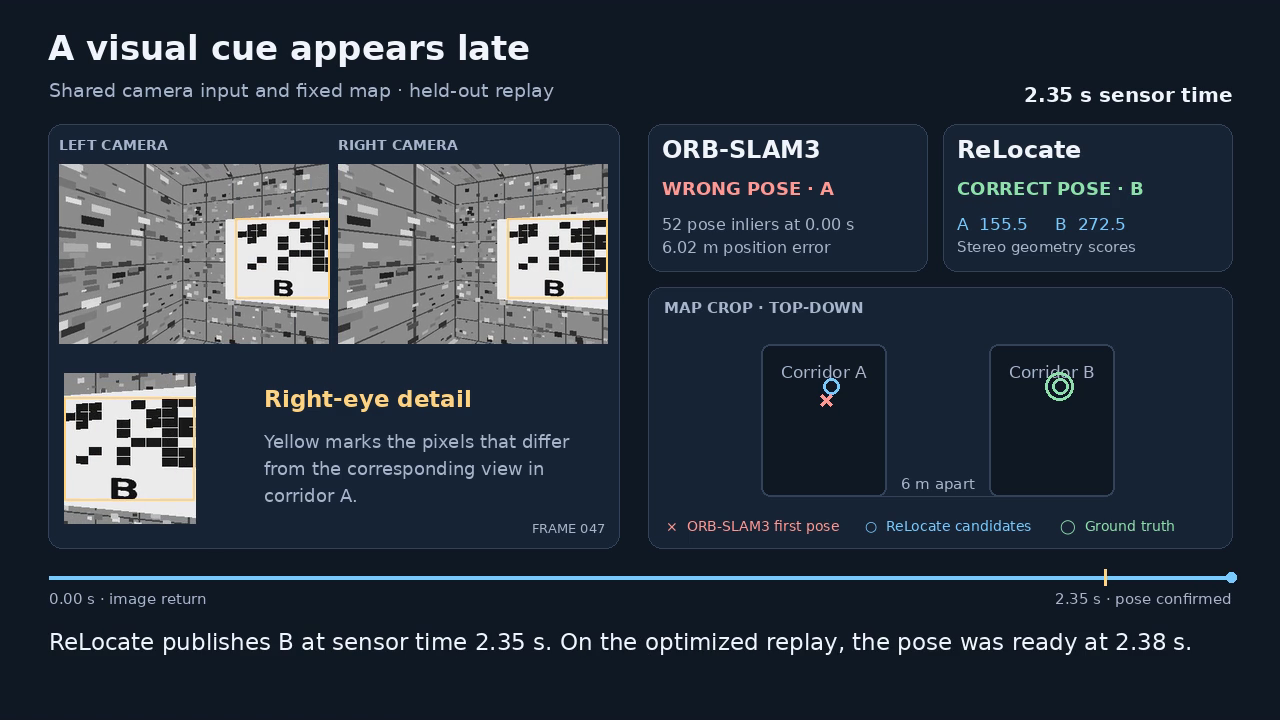 A visual cue appears late
Shared camera input and fixed map · held-out replay
2.35 s sensor time
LEFT CAMERA
RIGHT CAMERA
B
B
B
Right-eye detail
Yellow marks the pixels that differ
from the corresponding view in
corridor A.
FRAME 047
ORB-SLAM3
WRONG POSE · A
52 pose inliers at 0.00 s
6.02 m position error
ReLocate
CORRECT POSE · B
A 155.5 B 272.5
Stereo geometry scores
MAP CROP · TOP-DOWN
Corridor A
Corridor B
6 m apart
× ORB-SLAM3 first pose
○ ReLocate candidates
◯ Ground truth
0.00 s · image return
2.35 s · pose confirmed
ReLocate publishes B at sensor time 2.35 s. On the optimized replay, the pose was ready at 2.38 s.